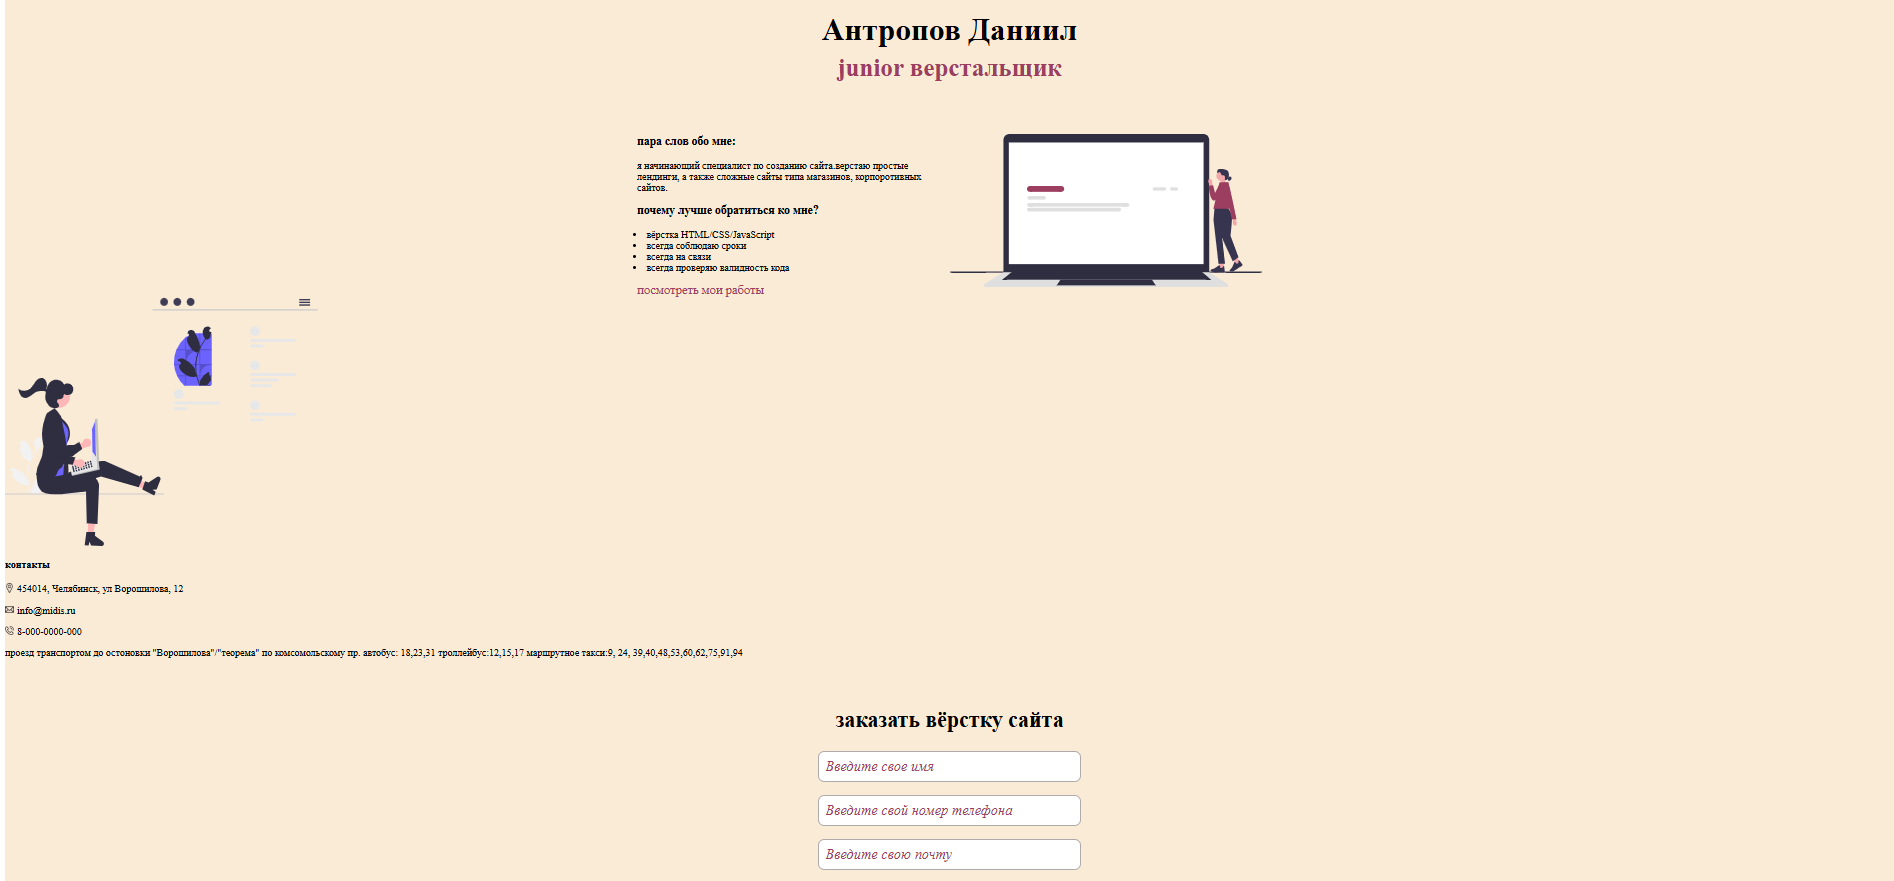 Антропов Даниил
junior верстальщик
пара слов обо мне:
я начинающий специалист по созданию сайта.верстаю простые
лендинги, а также сложные сайты типа магазинов, корпоротивных
сайтов.
почему лучше обратиться ко мне?
вёрстка HTML/CSS/JavaScript
всегда соблюдаю сроки
всегда на связи
всегда проверяю валидность кода
посмотреть мои работы
контакты
454014, Челябинск, ул Ворошилова, 12
info@midis.ru
8-000-0000-000
проезд транспортом до остоновки "Ворошилова"/"теорема" по комсомольскому пр. автобус: 18,23,31 троллейбус:12,15,17 маршрутное такси:9, 24, 39,40,48,53,60,62,75,91,94
заказать вёрстку сайта
Введите свое имя
Введите свой номер телефона
Введите свою почту